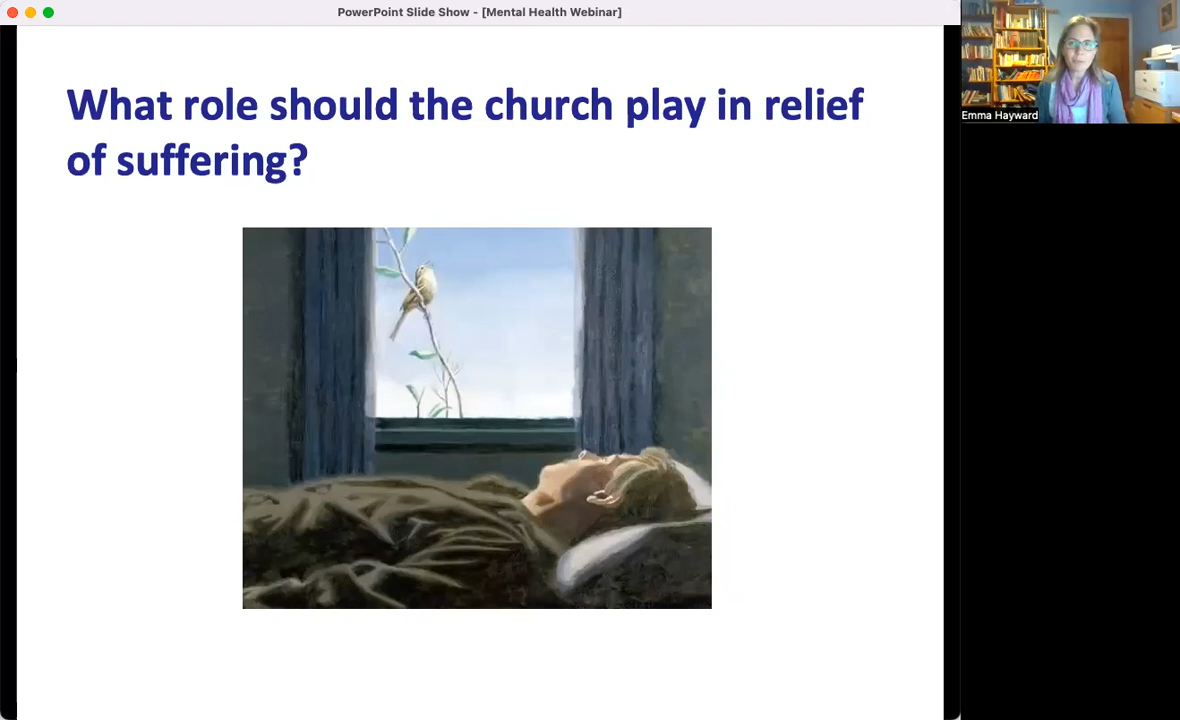 PowerPoint Slide Show - [Mental Health Webinar]
What role should the church play in relief
of suffering?
Emma Hayward